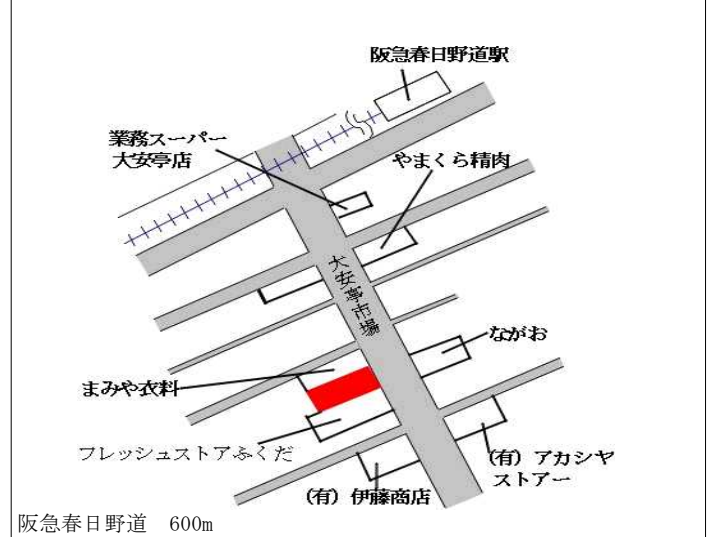 阪急春日野道駅
業務スーパー
大安亭店
やまくら精肉
大安亭市場
ながお
まみや衣料
フレッシュストアふくだ
(有) アカシヤ
ストアー
(有) 伊藤商店
阪急春日野道　600m